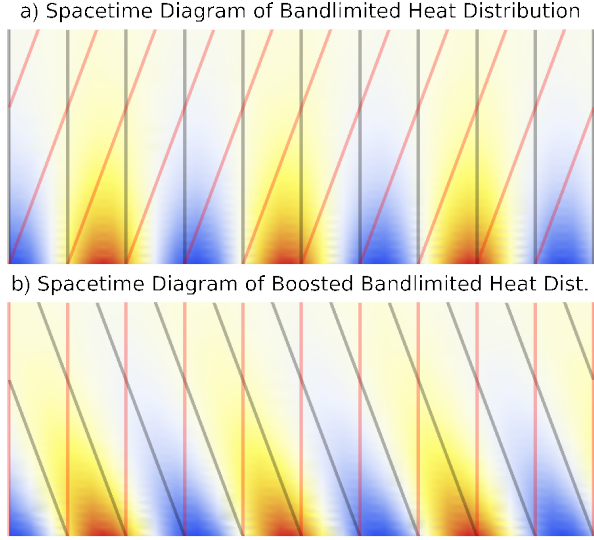 a) Spacetime Diagram of Bandlimited Heat Distribution
b) Spacetime Diagram of Boosted Bandlimited Heat Dist.